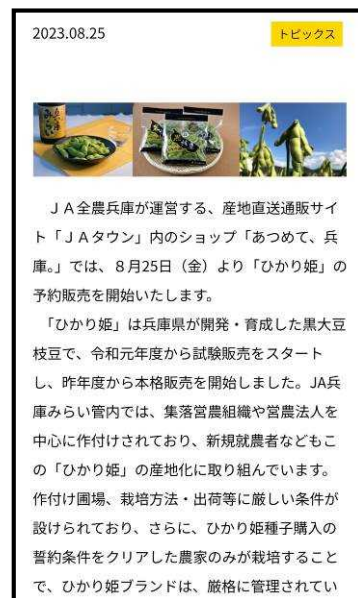 2023.08.25
トピックス
ＪＡ全農兵庫が運営する、産地直送通販サイ
ト「ＪＡタウン」内のショップ「あつめて、兵
庫。」では、８月25日（金）より「ひかり姫」の
予約販売を開始いたします。
「ひかり姫」は兵庫県が開発・育成した黒大豆
枝豆で、令和元年度から試験販売をスタート
し、昨年度から本格販売を開始しました。JA兵
庫みらい管内では、集落営農組織や営農法人を
中心に作付けされており、新規就農者などもこ
の「ひかり姫」の産地化に取り組んでいます。
作付け圃場、栽培方法・出荷等に厳しい条件が
設けられており、さらに、ひかり姫種子購入の
誓約条件をクリアした農家のみが栽培すること
で、ひかり姫ブランドは、厳格に管理されてい